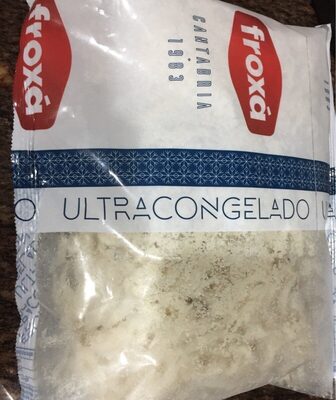 froxá
froxá
CANTABRIA
1983
O ULTRACONGELADO U